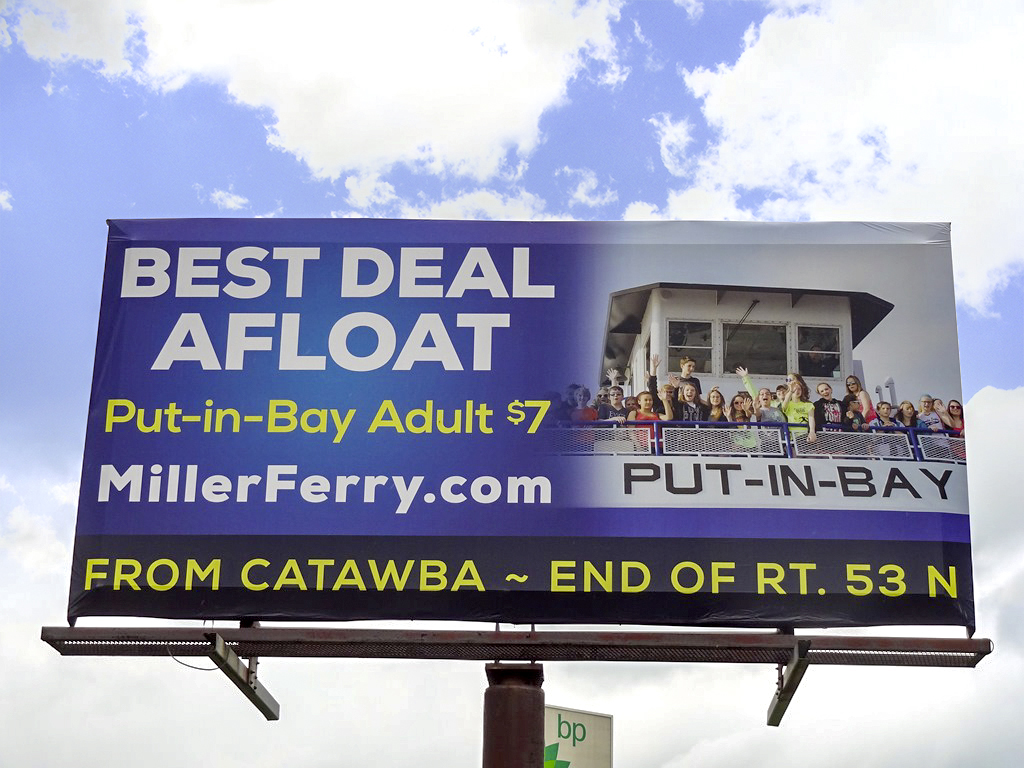 BEST DEAL
AFLOAT
Put-in-Bay Adult $7
MillerFerry.com
PUT-IN-BAY
FROM CATAWBA ~ END OF RT. 53 N
bp